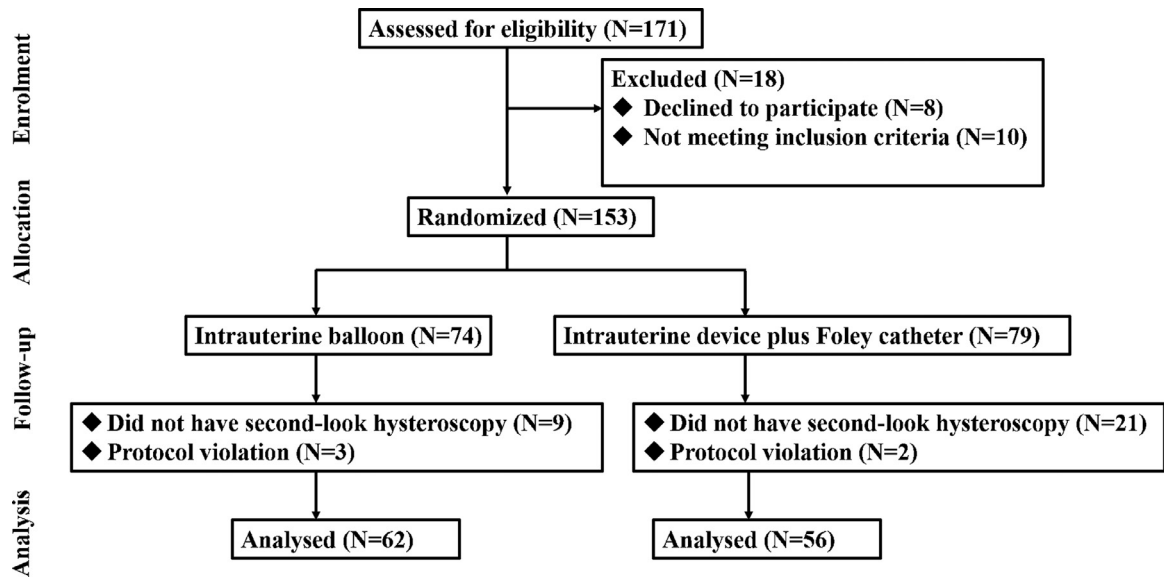 Assessed for eligibility (N=171)
Enrolment
Excluded (N=18)
◆ Declined to participate (N=8)
◆ Not meeting inclusion criteria (N=10)
Allocation
Randomized (N=153)
Intrauterine balloon (N=74)
Intrauterine device plus Foley catheter (N=79)
Follow-up
◆ Did not have second-look hysteroscopy (N=9)
◆ Protocol violation (N=3)
◆ Did not have second-look hysteroscopy (N=21)
◆ Protocol violation (N=2)
Analysis
Analysed (N=62)
Analysed (N=56)